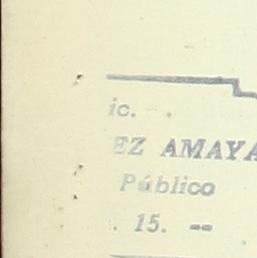 ic.
EZ AMAYA
Público
. 15. --